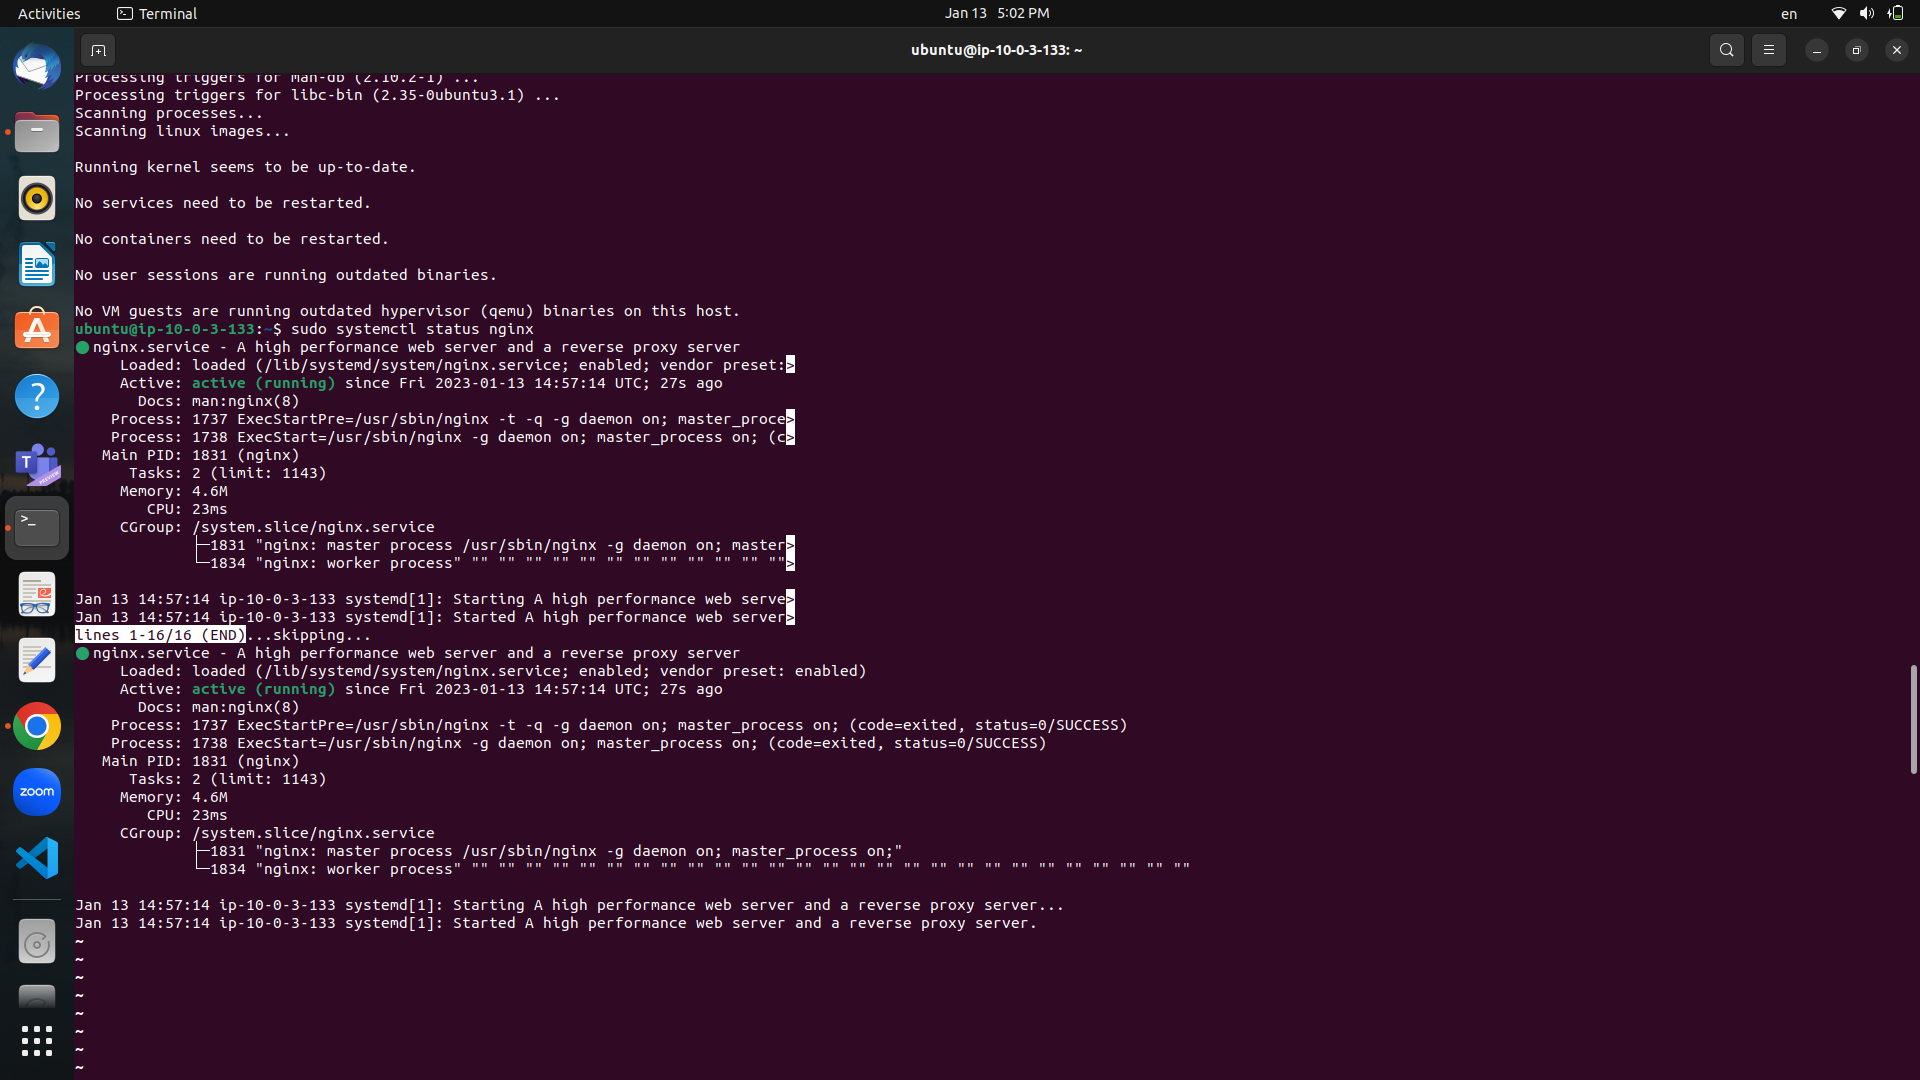 Activities Terminal Jan 13 5:02 PM en
ubuntu@ip-10-0-3-133: ~
Processing triggers for man-db (2.10.2-1) ...
Processing triggers for libc-bin (2.35-0ubuntu3.1) ...
Scanning processes...
Scanning linux images...
Running kernel seems to be up-to-date.
No services need to be restarted.
No containers need to be restarted.
No user sessions are running outdated binaries.
No VM guests are running outdated hypervisor (qemu) binaries on this host.
ubuntu@ip-10-0-3-133:~$ sudo systemctl status nginx
● nginx.service - A high performance web server and a reverse proxy server
Loaded: loaded (/lib/systemd/system/nginx.service; enabled; vendor preset:>
Active: active (running) since Fri 2023-01-13 14:57:14 UTC; 27s ago
Docs: man:nginx(8)
Process: 1737 ExecStartPre=/usr/sbin/nginx -t -q -g daemon on; master_proce>
Process: 1738 ExecStart=/usr/sbin/nginx -g daemon on; master_process on; (c>
Main PID: 1831 (nginx)
Tasks: 2 (limit: 1143)
Memory: 4.6M
CPU: 23ms
CGroup: /system.slice/nginx.service
├─1831 "nginx: master process /usr/sbin/nginx -g daemon on; master>
└─1834 "nginx: worker process" "" "" "" "" "" "" "" "" "" "" "" "">
Jan 13 14:57:14 ip-10-0-3-133 systemd[1]: Starting A high performance web serve>
Jan 13 14:57:14 ip-10-0-3-133 systemd[1]: Started A high performance web server>
lines 1-16/16 (END)...skipping...
● nginx.service - A high performance web server and a reverse proxy server
Loaded: loaded (/lib/systemd/system/nginx.service; enabled; vendor preset: enabled)
Active: active (running) since Fri 2023-01-13 14:57:14 UTC; 27s ago
Docs: man:nginx(8)
Process: 1737 ExecStartPre=/usr/sbin/nginx -t -q -g daemon on; master_process on; (code=exited, status=0/SUCCESS)
Process: 1738 ExecStart=/usr/sbin/nginx -g daemon on; master_process on; (code=exited, status=0/SUCCESS)
Main PID: 1831 (nginx)
Tasks: 2 (limit: 1143)
Memory: 4.6M
CPU: 23ms
CGroup: /system.slice/nginx.service
├─1831 "nginx: master process /usr/sbin/nginx -g daemon on; master_process on;"
└─1834 "nginx: worker process" "" "" "" "" "" "" "" "" "" "" "" "" "" "" "" "" "" "" "" "" "" "" "" "" "" "" ""
Jan 13 14:57:14 ip-10-0-3-133 systemd[1]: Starting A high performance web server and a reverse proxy server...
Jan 13 14:57:14 ip-10-0-3-133 systemd[1]: Started A high performance web server and a reverse proxy server.
~
~
~
~
~
~
~
~
T
PREVIEW
zoom